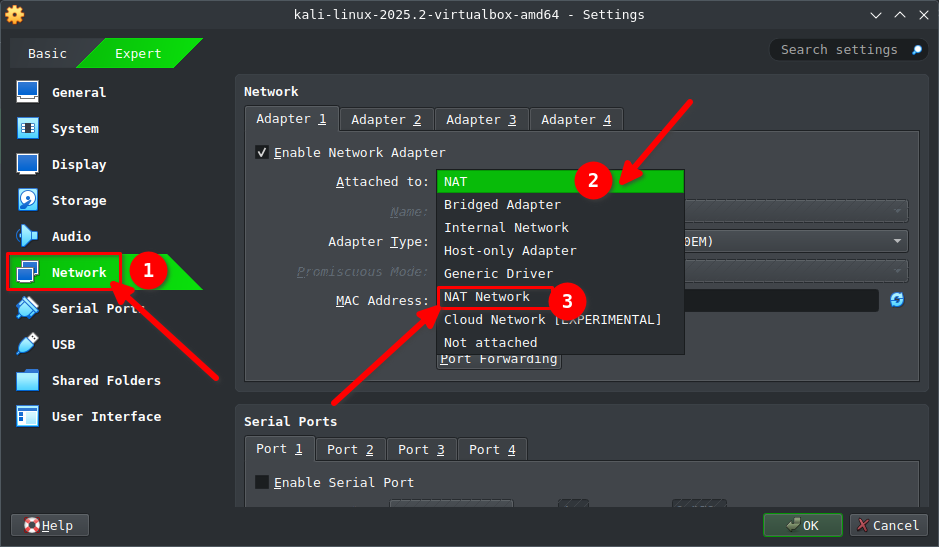 kali-linux-2025.2-virtualbox-amd64 - Settings
Basic
Expert
Search settings
General
System
Display
Storage
Audio
Network
1
Serial Ports
USB
Shared Folders
User Interface
Network
Adapter 1
Adapter 2
Adapter 3
Adapter 4
Enable Network Adapter
Attached to:
NAT
2
Bridged Adapter
Name:
Internal Network
Adapter Type:
Host-only Adapter
Promiscuous Mode:
Generic Driver
MAC Address:
NAT Network
3
Cloud Network [EXPERIMENTAL]
Not attached
Port Forwarding
Serial Ports
Port 1
Port 2
Port 3
Port 4
Enable Serial Port
Help
OK
Cancel